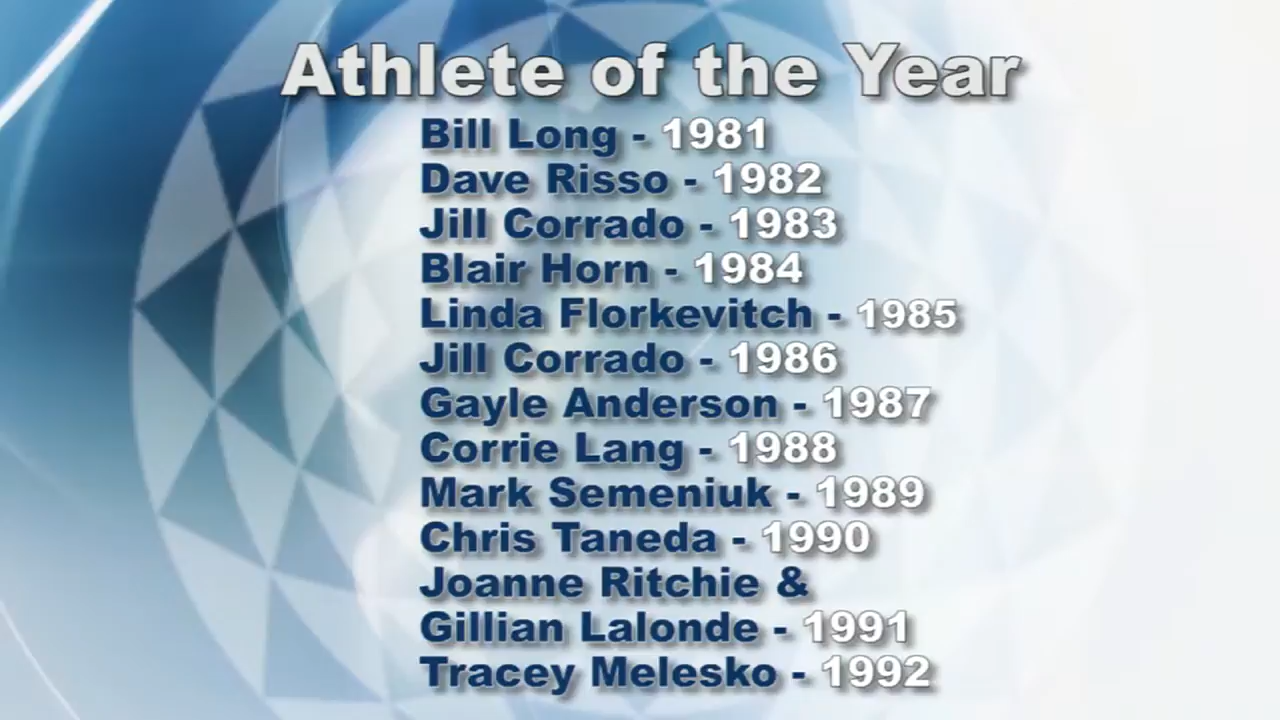 Athlete of the Year
Bill Long - 1981
Dave Risso - 1982
Jill Corrado - 1983
Blair Horn - 1984
Linda Florkevitch - 1985
Jill Corrado - 1986
Gayle Anderson - 1987
Corrie Lang - 1988
Mark Semeniuk - 1989
Chris Taneda - 1990
Joanne Ritchie &
Gillian Lalonde - 1991
Tracey Melesko - 1992